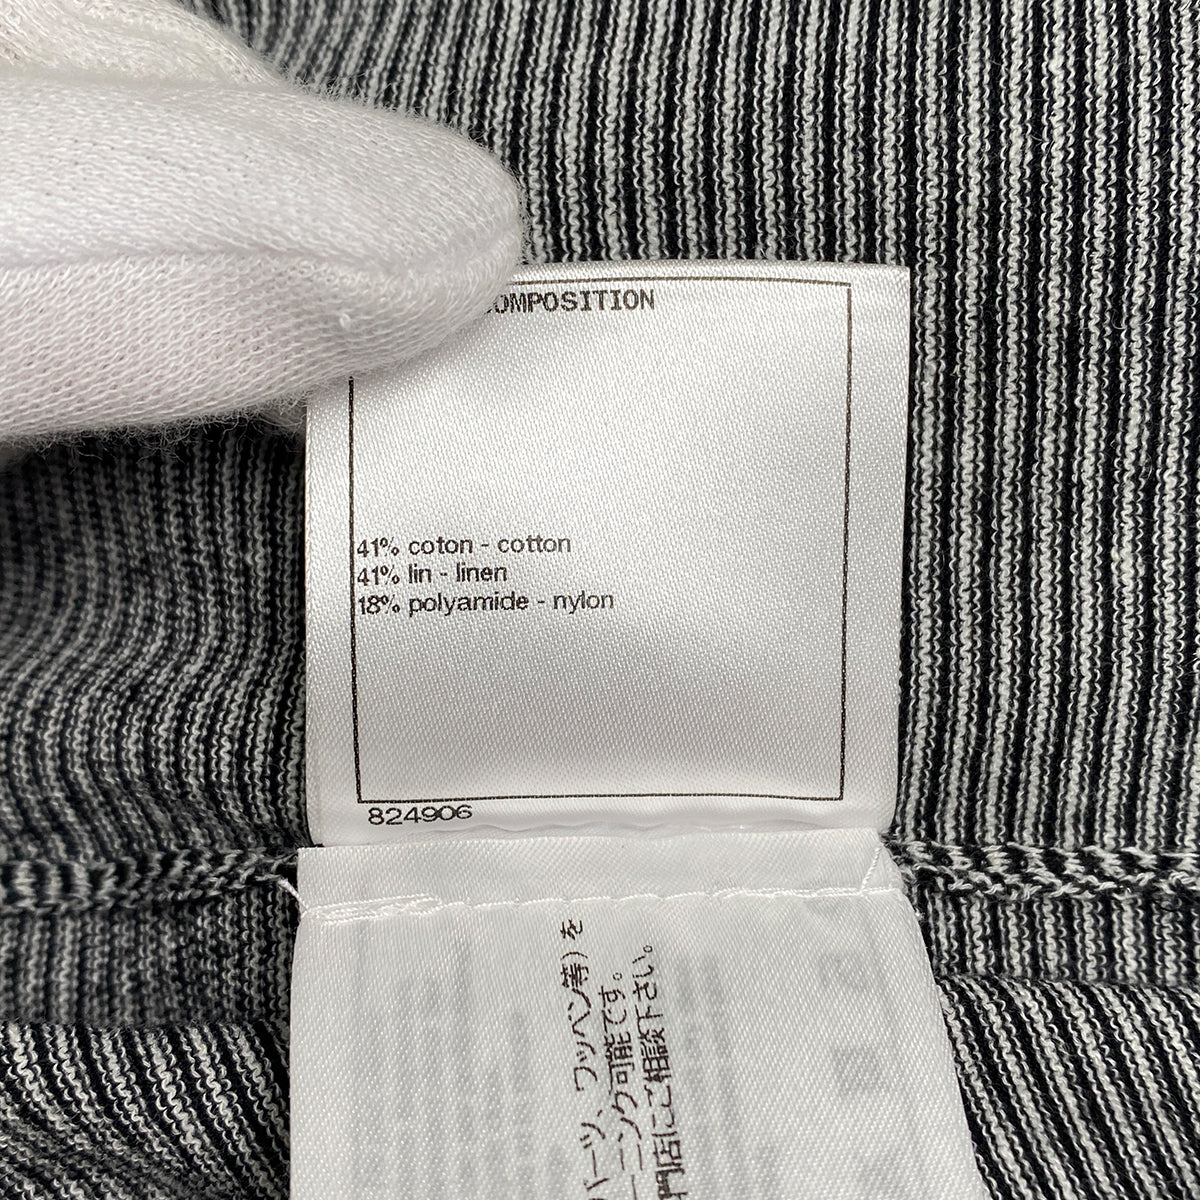 COMPOSITION
41% coton - cotton
41% lin - linen
18% polyamide - nylon
824906
パーツ、ワッペン等)を
ーニング可能です。
門店にご相談下さい。